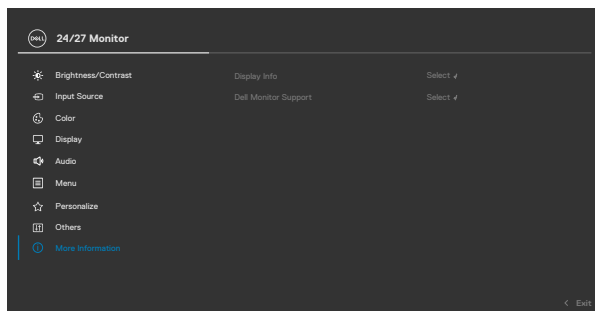 DELL 24/27 Monitor
Brightness/Contrast Display Info Select
Input Source Dell Monitor Support Select
Color
Display
Audio
Menu
Personalize
Others
More Information
< Exit